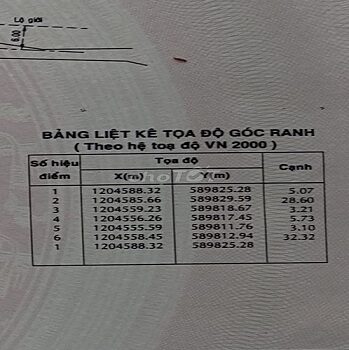 Lộ giới
6.00
BẢNG LIỆT KÊ TỌA ĐỘ GÓC RANH
( Theo hệ toạ độ VN 2000 )
Số hiệu điểm Tọa độ Cạnh
X(m) Y(m)
1 1204588.32 589825.28
5.07
2 1204585.66 589829.59
28.60
3 1204559.23 589818.67
3.21
4 1204556.26 589817.45
5.73
5 1204555.59 589811.76
3.10
6 1204558.45 589812.94
32.32
1 1204588.32 589825.28